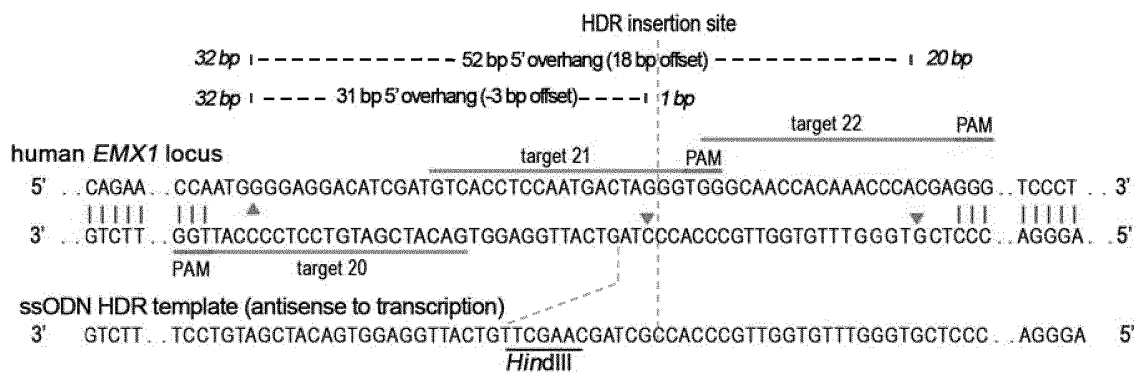 HDR insertion site
32 bp 52 bp 5' overhang (18 bp offset) 20 bp
32 bp 31 bp 5' overhang (-3 bp offset) 1 bp
target 22 PAM
human EMX1 locus target 21 PAM
5' ..CAGAA..CCAATGGGGAGGACATCGATGTCACCTCCAATGACTAGGGTGGGCAACCACAAACCCACGAGGG..TCCCT...3'
3' ..GTCTT..GGTTACCCCTCCTGTAGCTACAGTGGAGGTTACTGATCCCACCCGTTGGTGTTTGGGTGCTCCC..AGGGA...5'
PAM target 20
ssODN HDR template (antisense to transcription)
3' GTCTT..TCCTGTAGCTACAGTGGAGGTTACTGTTCGAACGATCGCCACCCGTTGGTGTTTGGGTGCTCCC...AGGGA 5'
HindIII